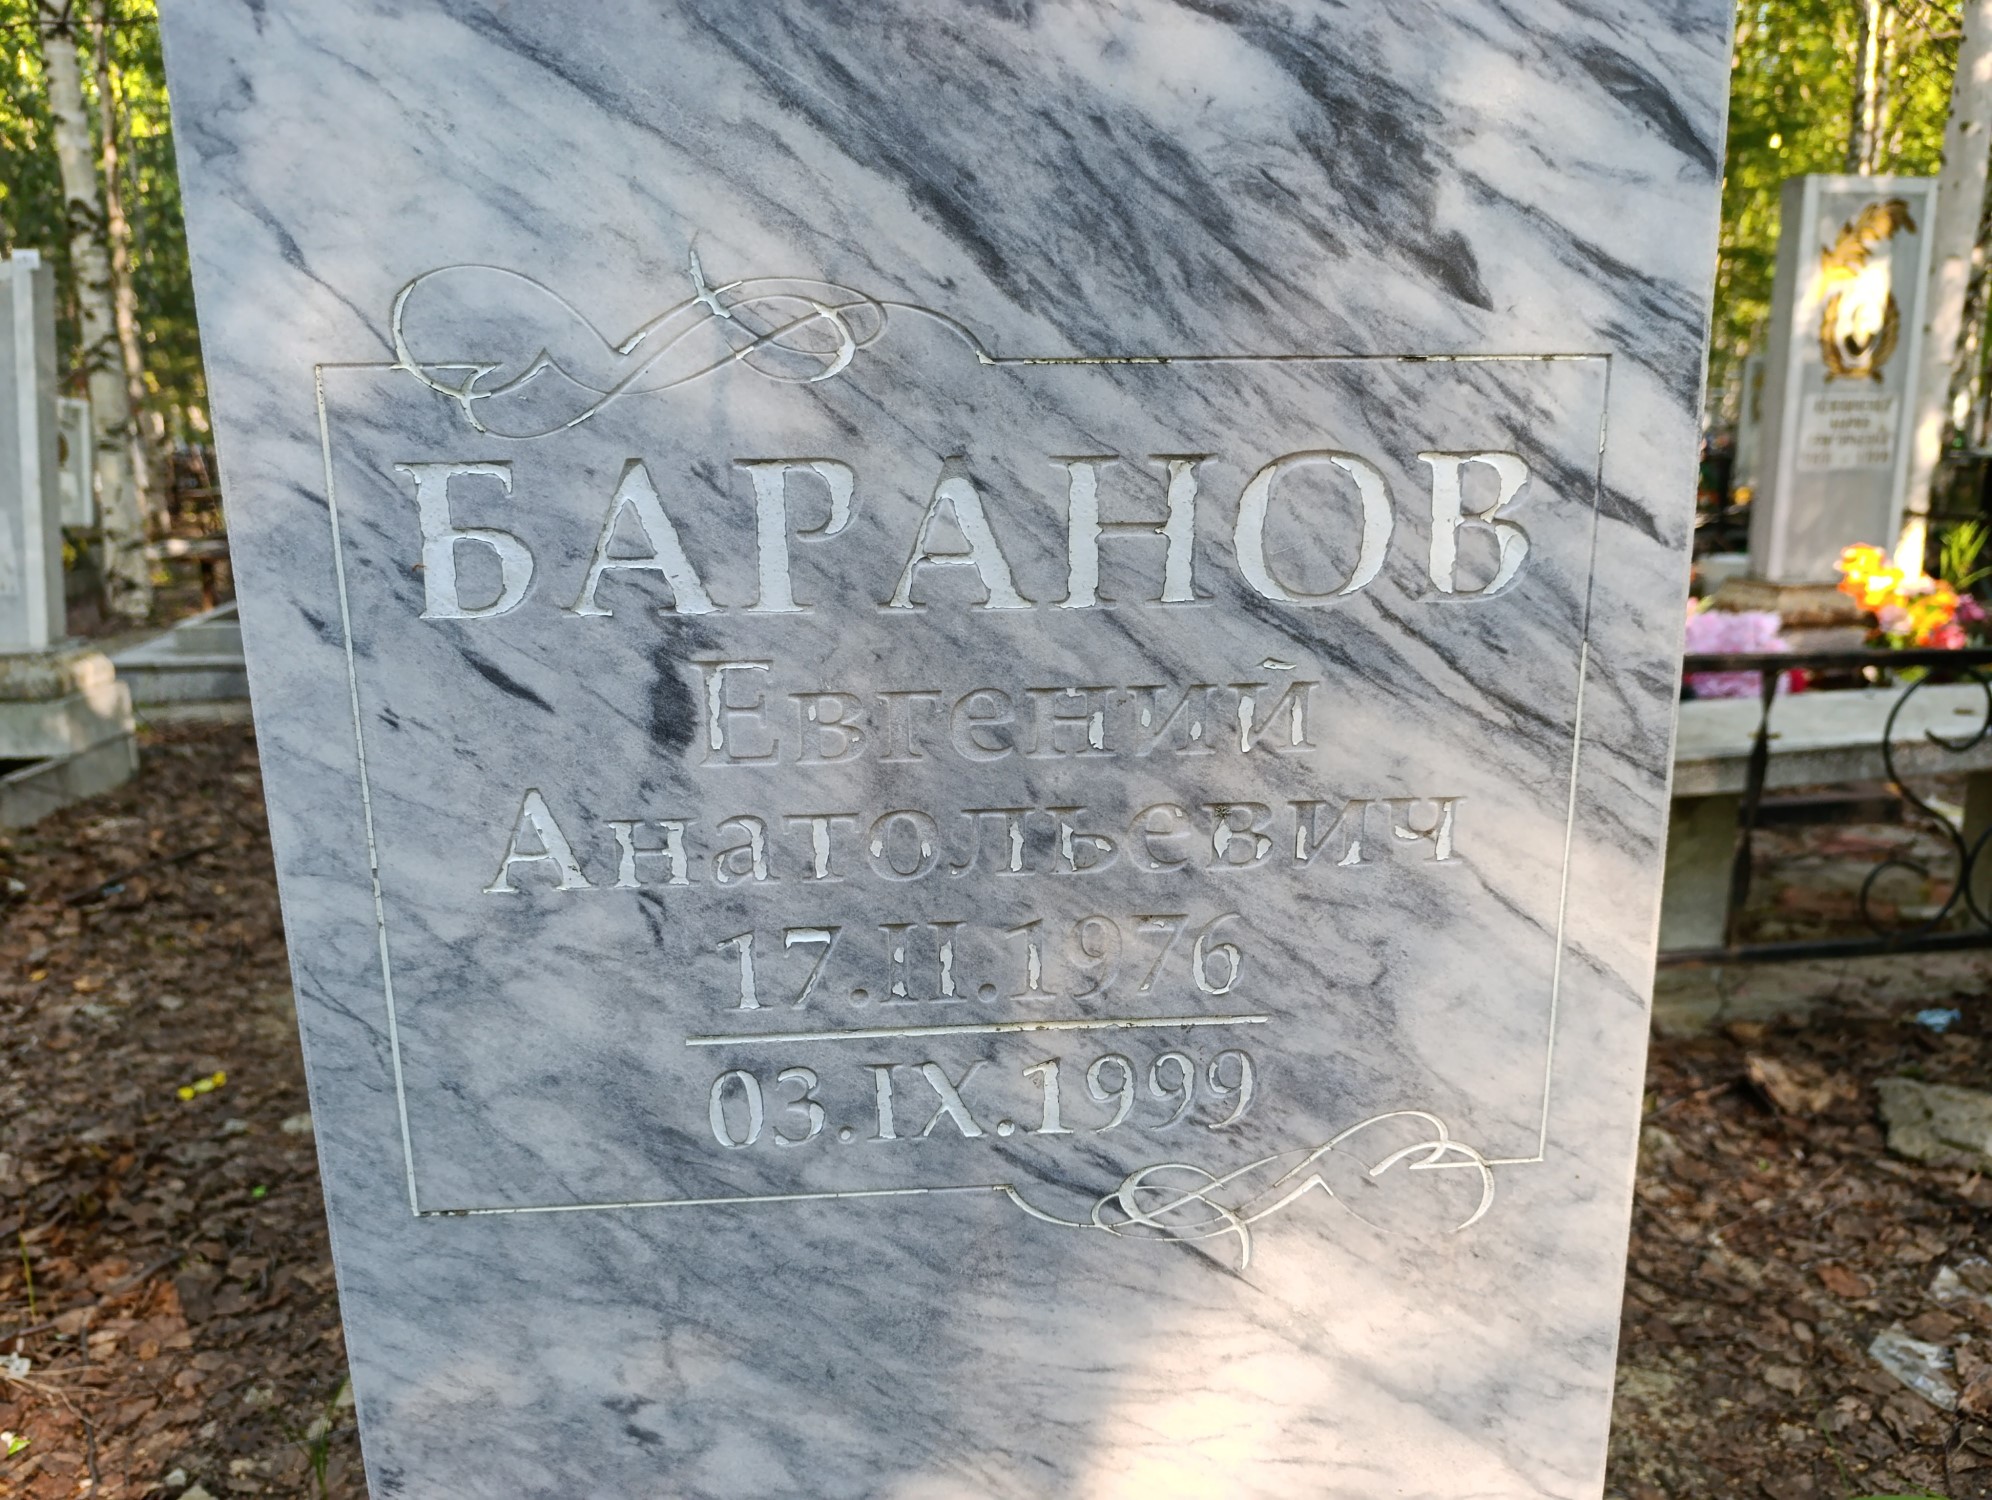 БАРАНОВ
Евгений
Анатольевич
17.II.1976
03.IX.1999